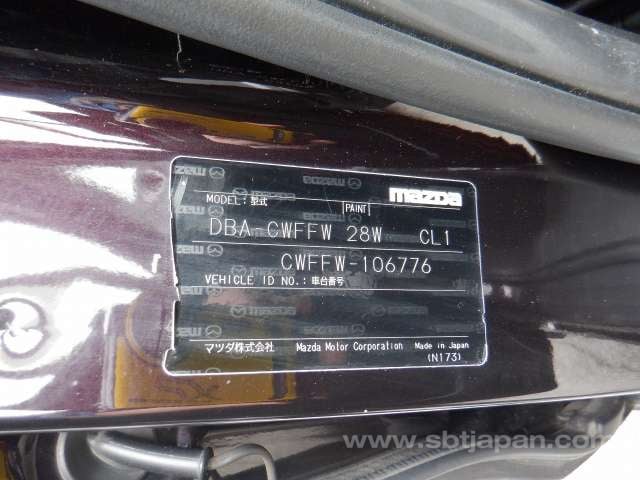 mazda
MODEL: 型式 PAINT
DBA-CWFFW 28W CL1
CWFFW-106776
VEHICLE ID NO.: 車台番号
マツダ株式会社 Mazda Motor Corporation Made in Japan
(N173)
www.sbtjapan.com